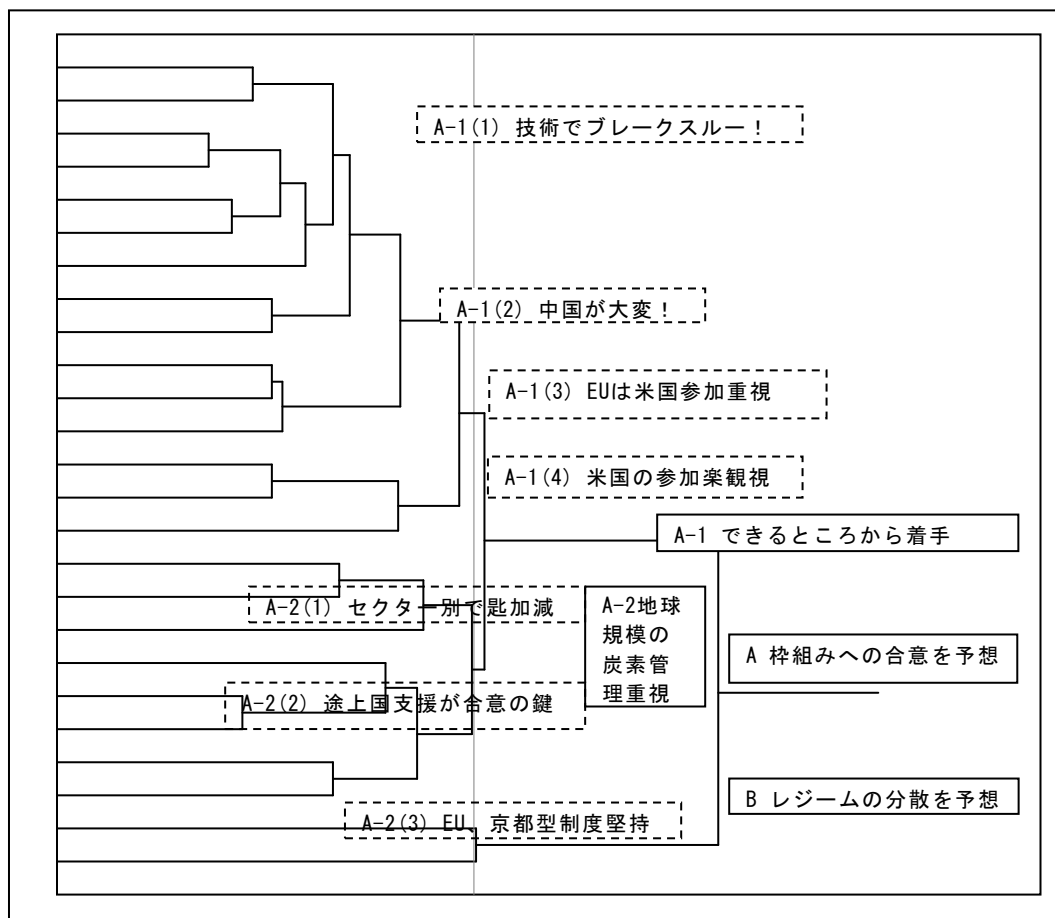 A-1(1) 技術でブレークスルー！
A-1(2) 中国が大変！
A-1(3) EUは米国参加重視
A-1(4) 米国の参加楽観視
A-1 できるところから着手
A-2(1) セクター別で匙加減
A-2地球
規模の
炭素管
理重視
A 枠組みへの合意を予想
A-2(2) 途上国支援が合意の鍵
B レジームの分散を予想
A-2(3) EU、京都型制度堅持